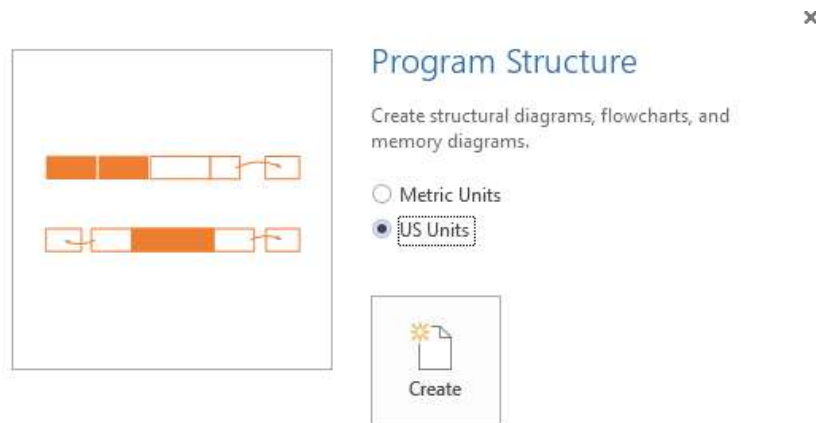 Program Structure
Create structural diagrams, flowcharts, and
memory diagrams.
Metric Units
US Units
Create